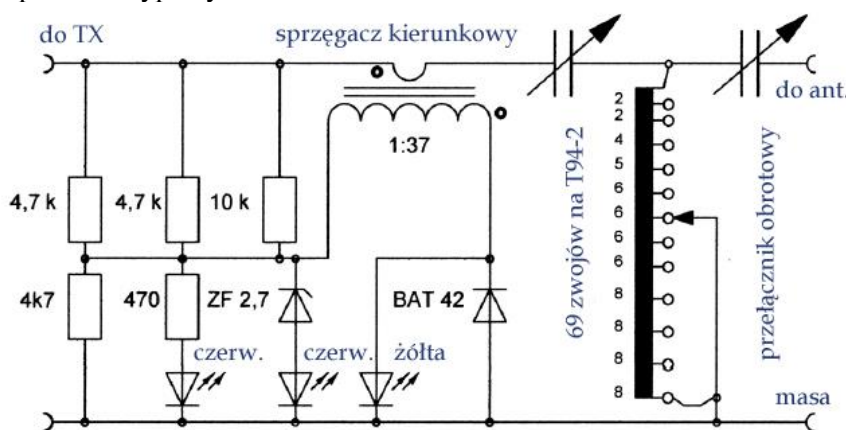 do TX
sprzęgacz kierunkowy
do ant.
1:37
4,7 k
4,7 k
10 k
4k7
470
ZF 2,7
BAT 42
czerw.
czerw.
żółta
69 zwojów na T94-2
2
2
4
5
6
6
6
6
8
8
8
8
przełącznik obrotowy
masa